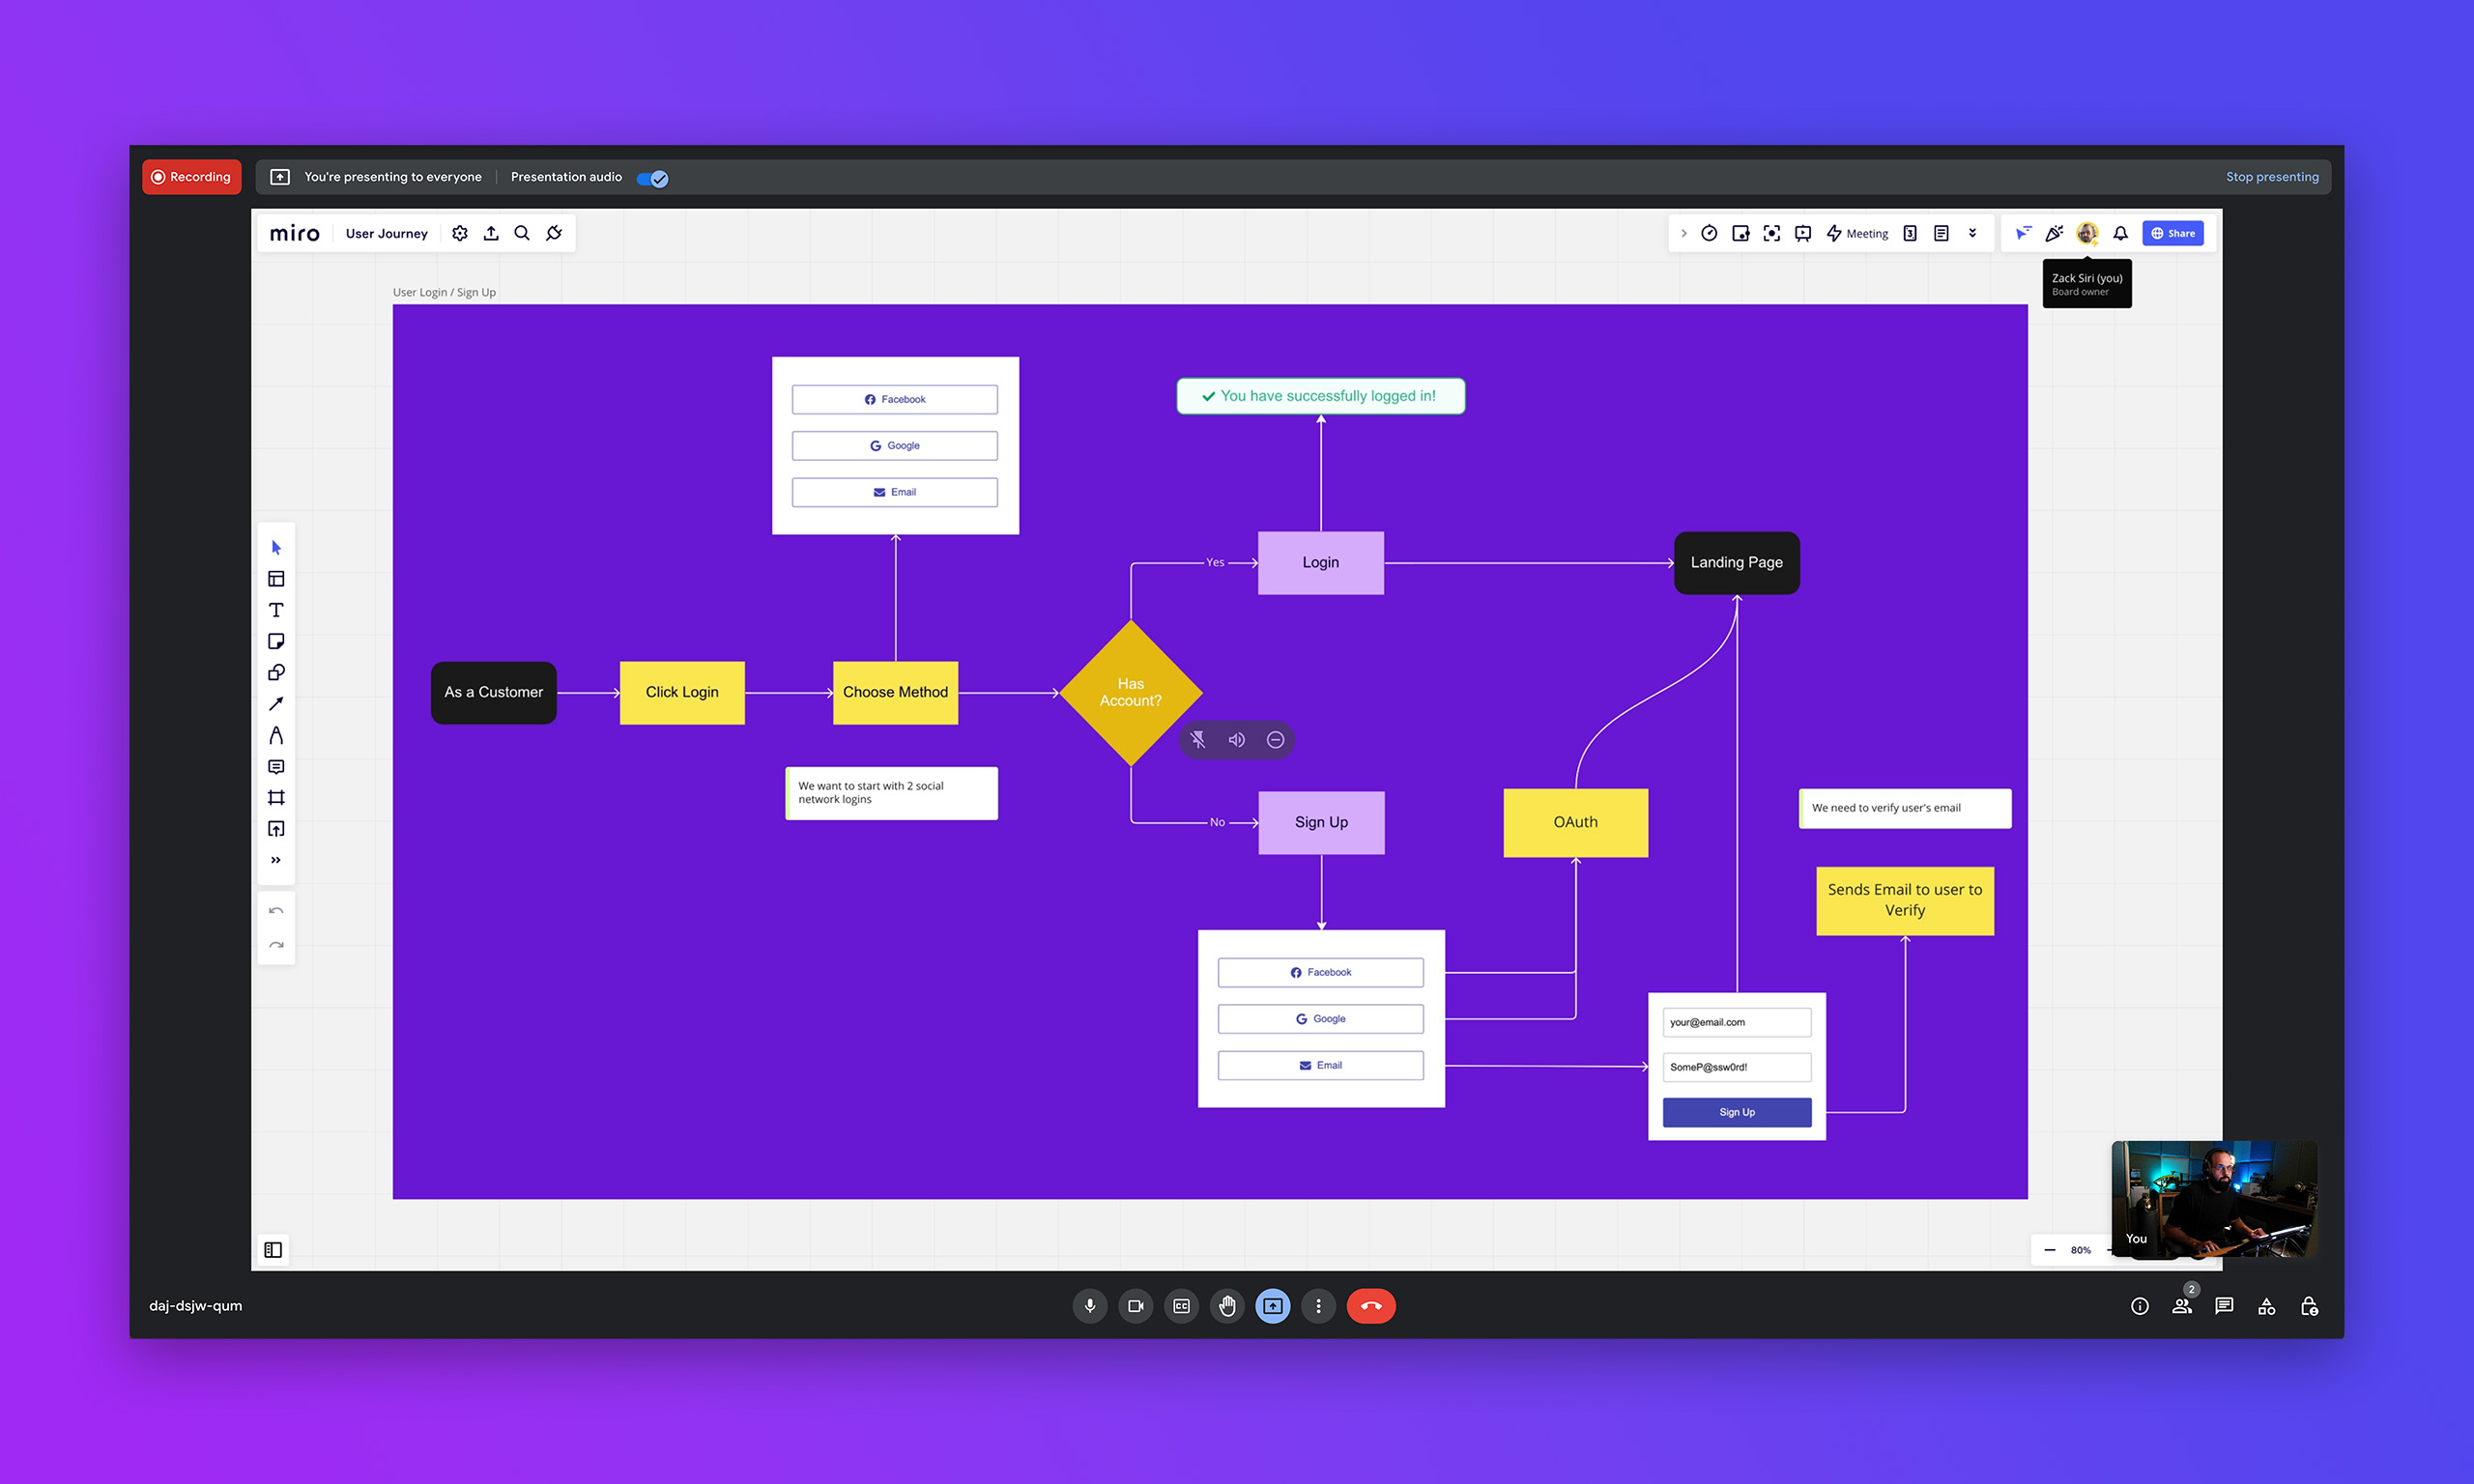 Recording
You're presenting to everyone
Presentation audio
Stop presenting
miro
User Journey
Meeting
3
Share
Zack Siri (you)
Board owner
User Login / Sign Up
Facebook
Google
Email
You have successfully logged in!
Yes
Login
Landing Page
As a Customer
Click Login
Choose Method
Has
Account?
We want to start with 2 social
network logins
No
Sign Up
OAuth
We need to verify user's email
Sends Email to user to
Verify
Facebook
Google
Email
your@email.com
SomeP@ssw0rd!
Sign Up
You
80%
daj-dsjw-qum
CC
2